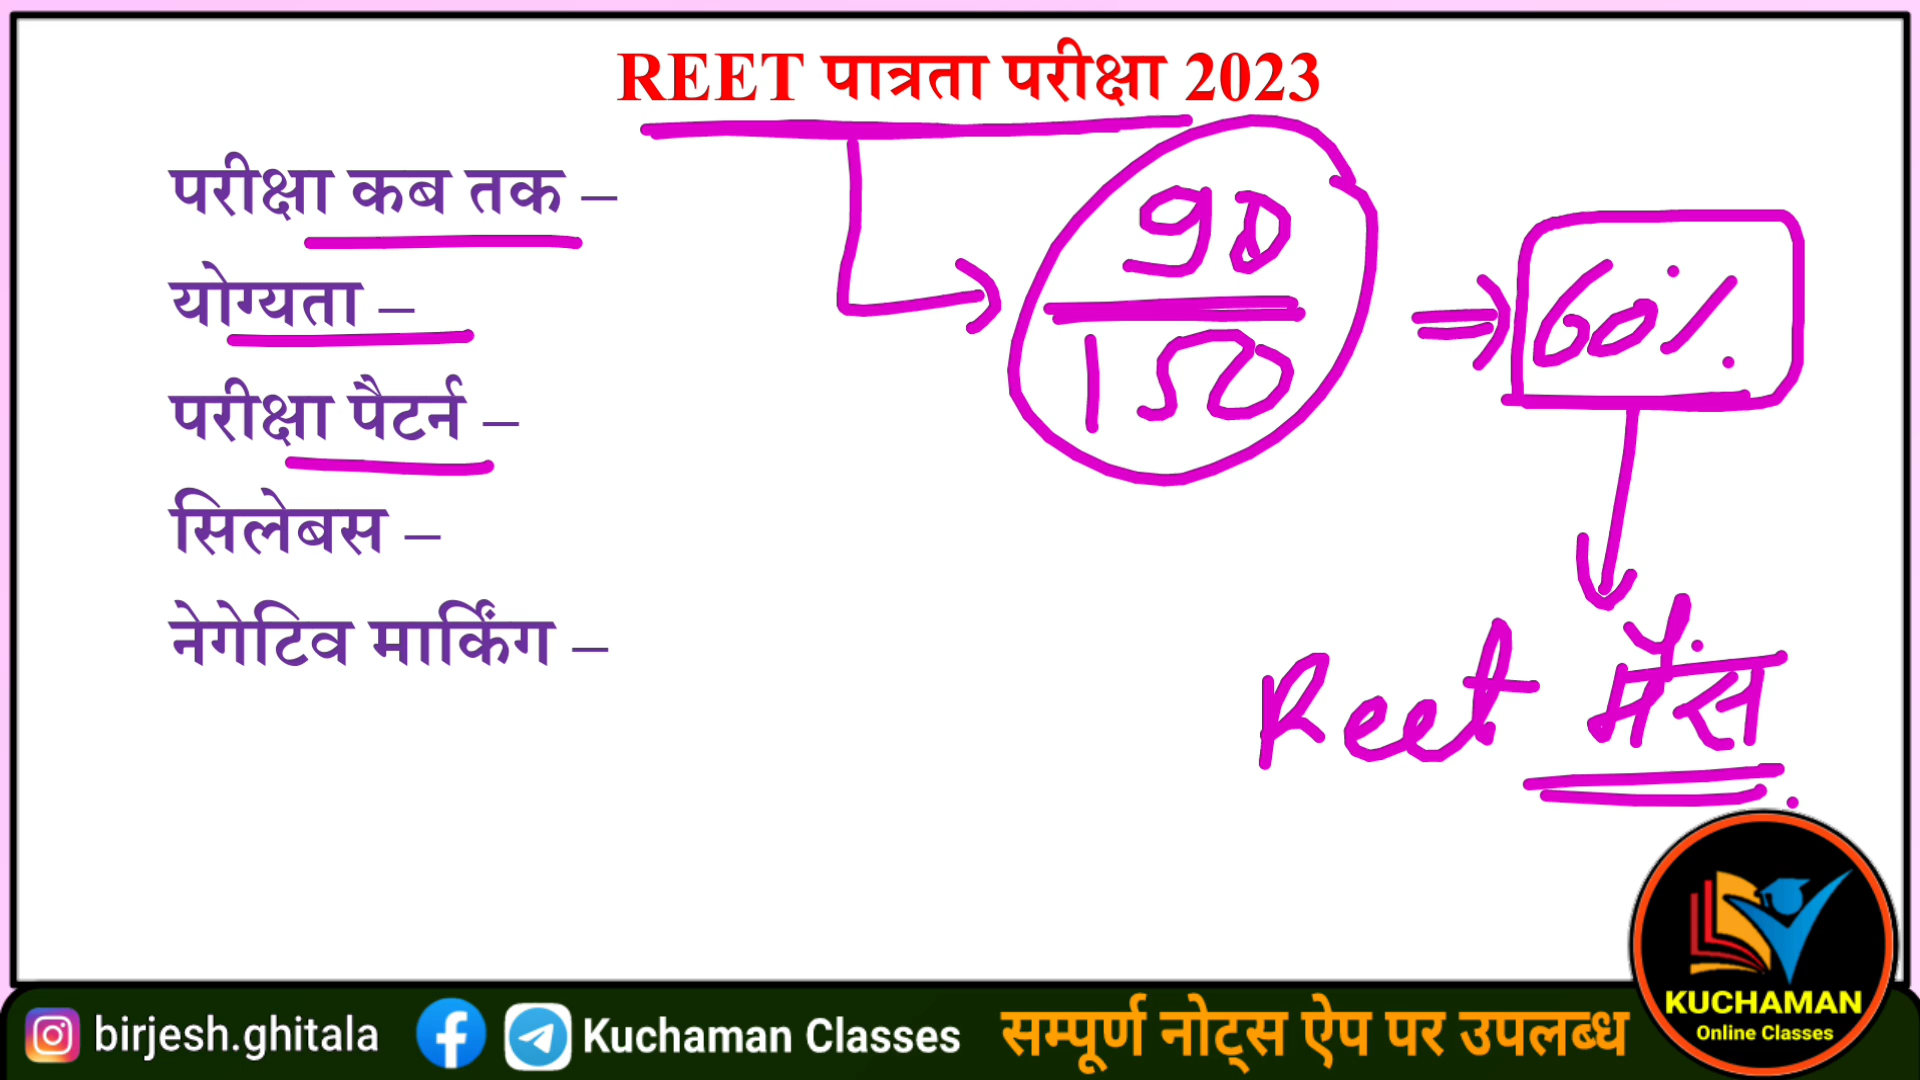 REET पात्रता परीक्षा 2023
परीक्षा कब तक –
योग्यता –
परीक्षा पैटर्न –
सिलेबस –
नेगेटिव मार्किंग –
90
150
60%
Reet मैंस
KUCHAMAN
Online Classes
birjesh.ghitala
Kuchaman Classes
सम्पूर्ण नोट्स ऐप पर उपलब्ध